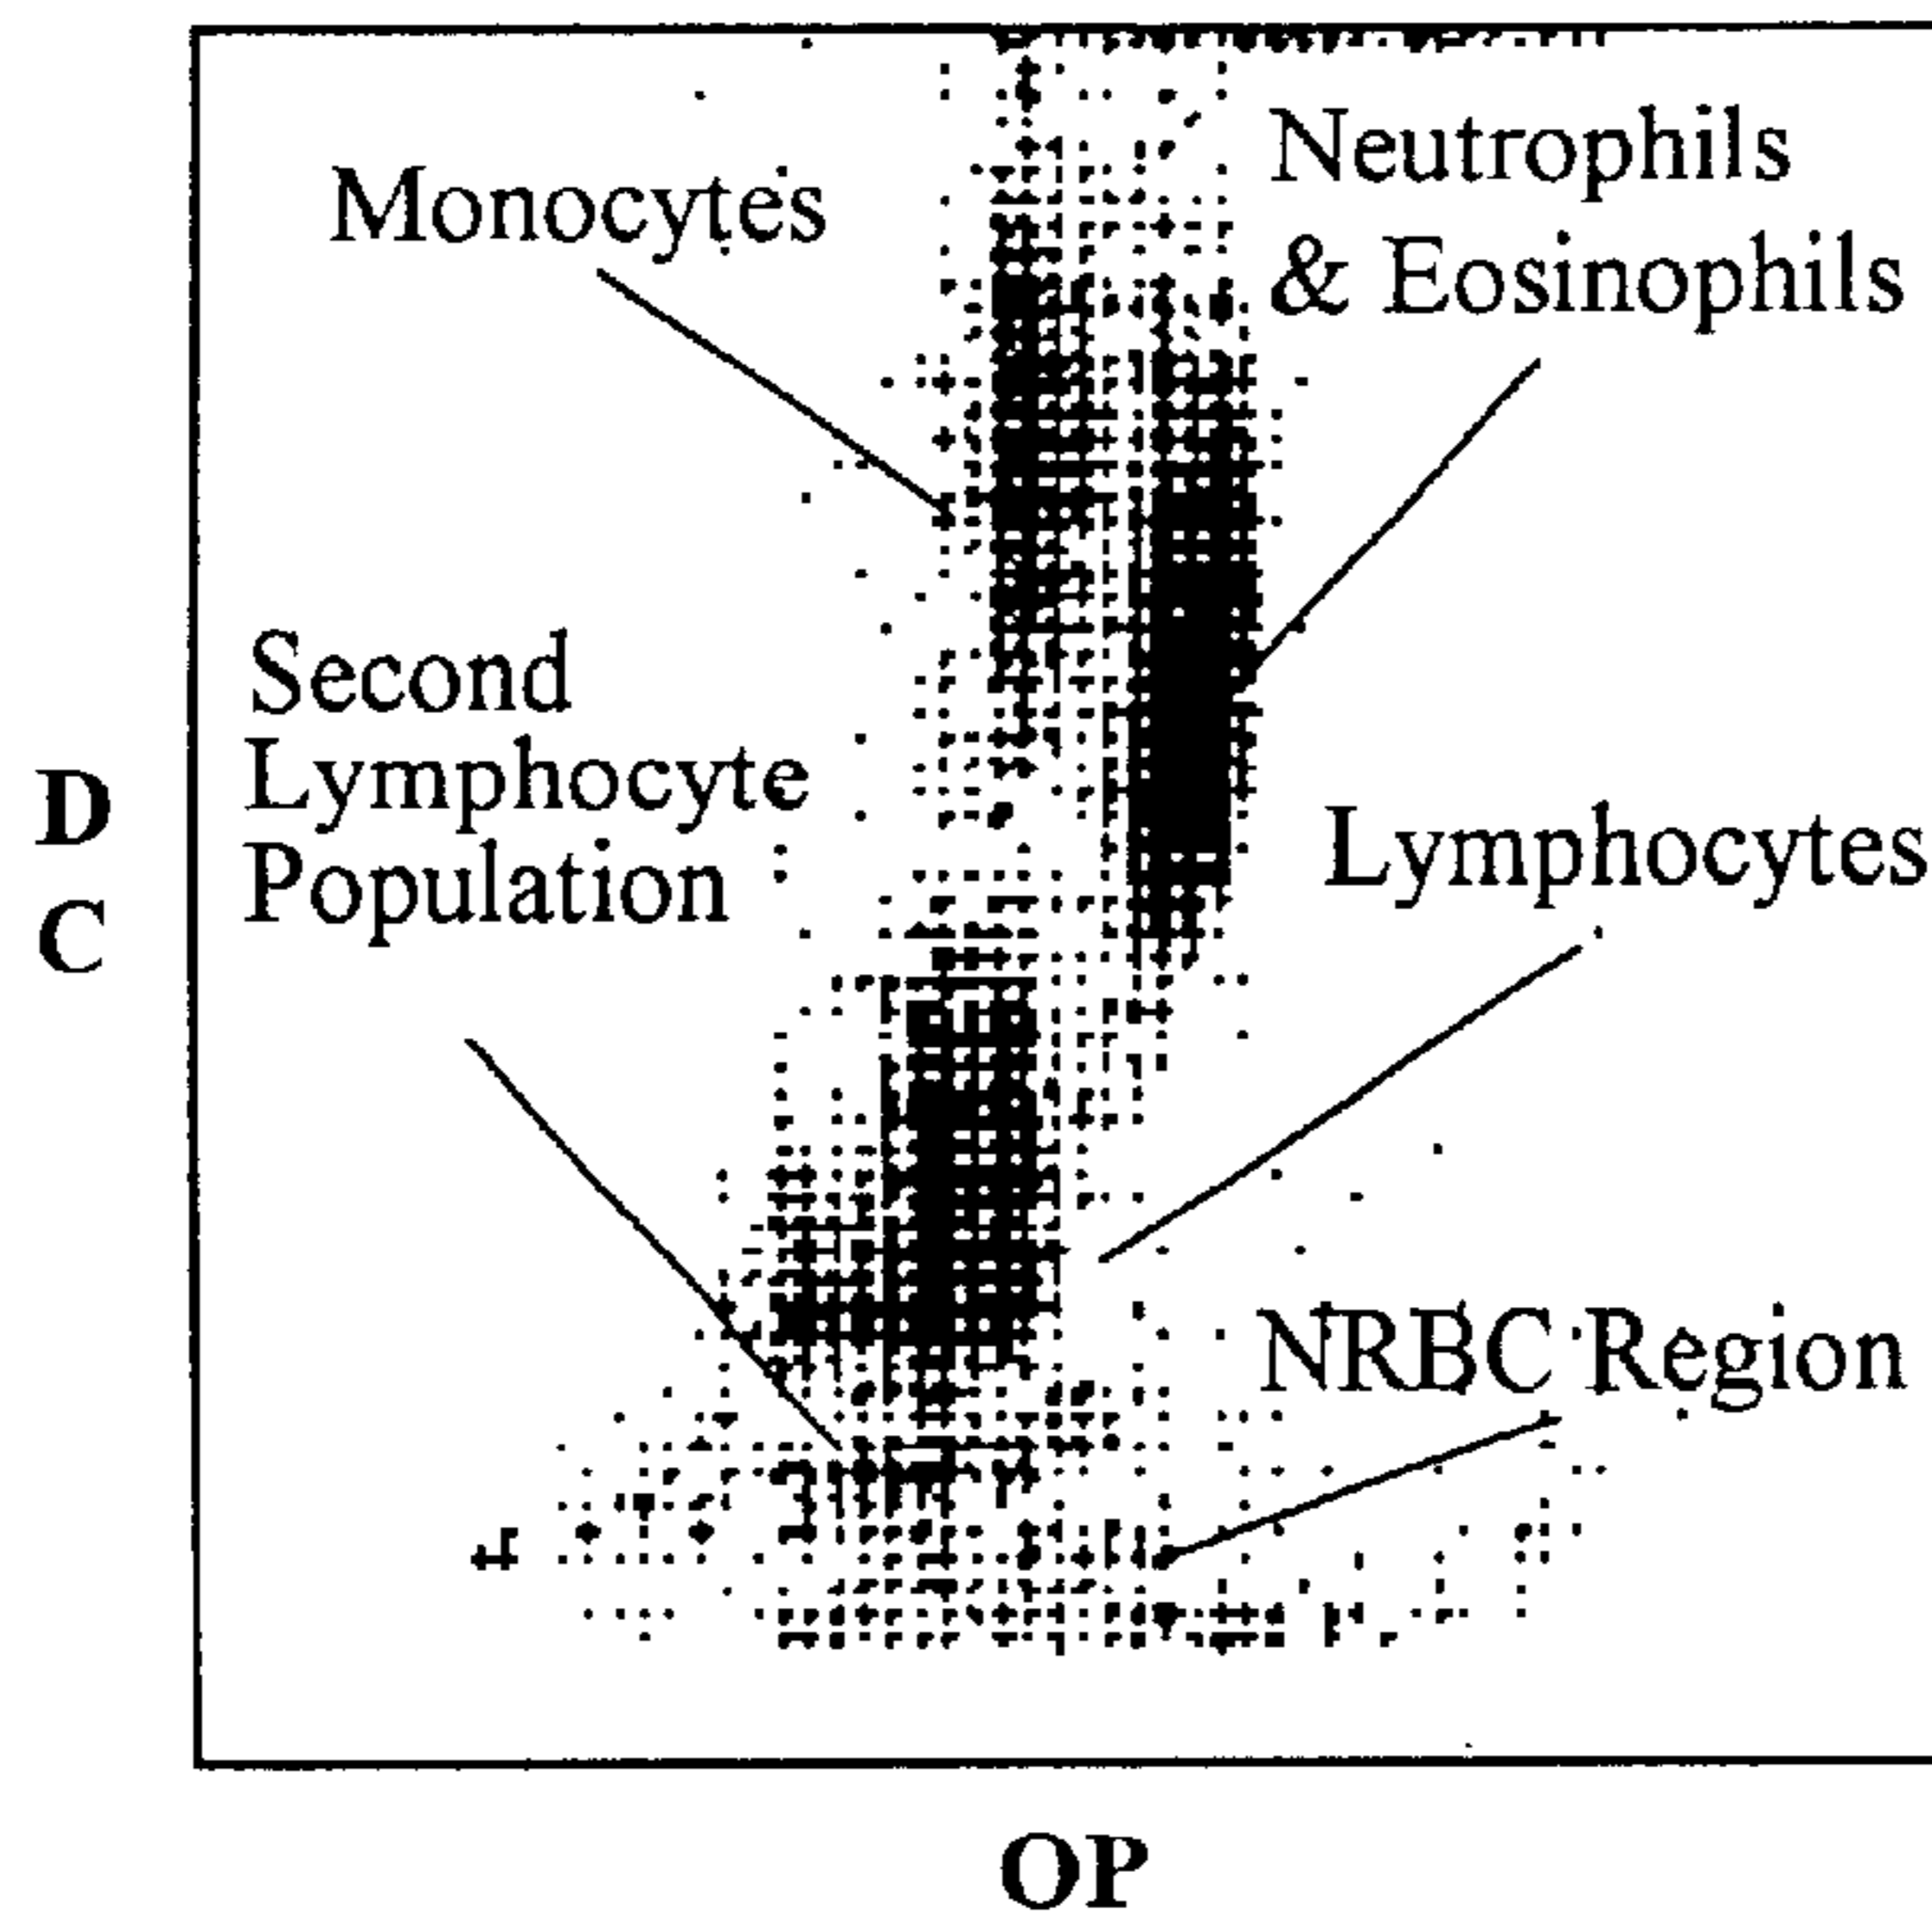 Monocytes
Neutrophils
& Eosinophils
Second
Lymphocyte
Population
Lymphocytes
NRBC Region
D
C
OP